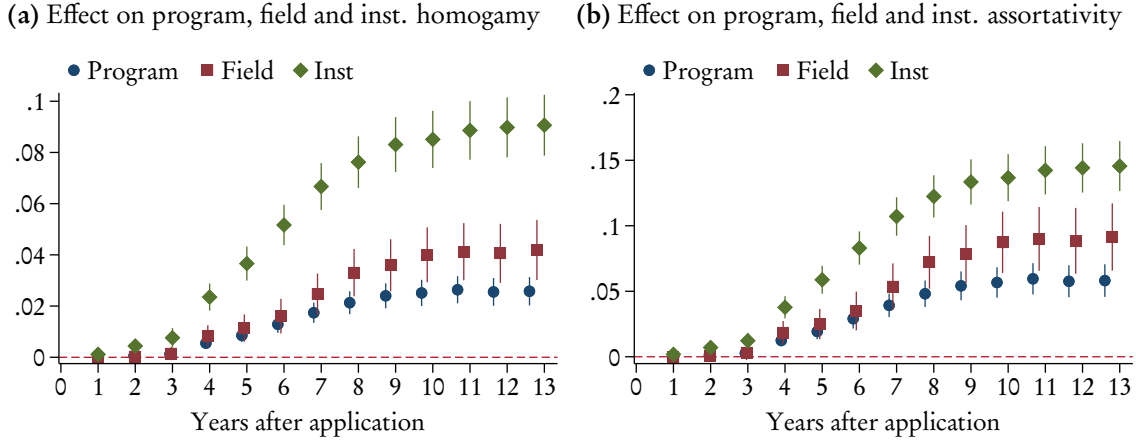 (a) Effect on program, field and inst. homogamy
Program Field Inst
.1
.08
.06
.04
.02
0
0 1 2 3 4 5 6 7 8 9 10 11 12 13
Years after application
(b) Effect on program, field and inst. assortativity
Program Field Inst
.2
.15
.1
.05
0
0 1 2 3 4 5 6 7 8 9 10 11 12 13
Years after application